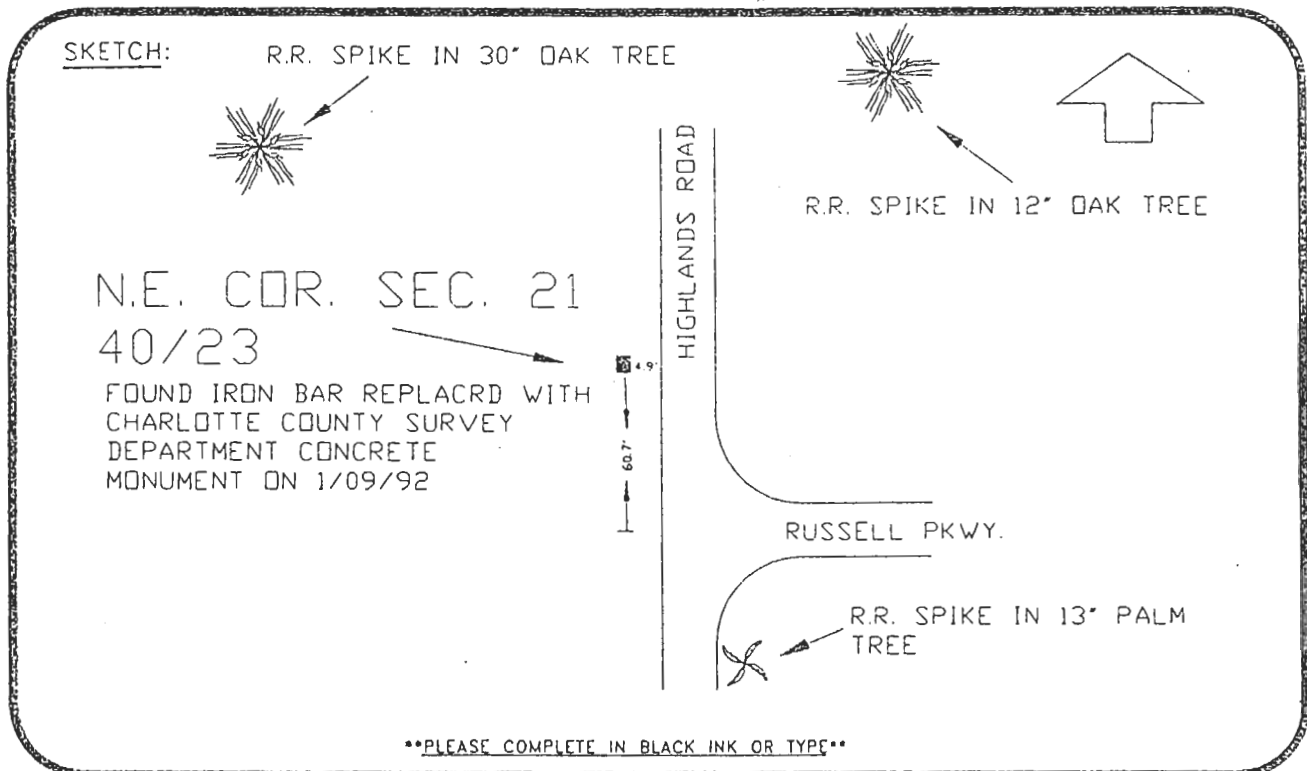 SKETCH:
R.R. SPIKE IN 30" OAK TREE
R.R. SPIKE IN 12" OAK TREE
HIGHLANDS ROAD
N.E. COR. SEC. 21
40/23
4.9'
FOUND IRON BAR REPLACRD WITH
CHARLOTTE COUNTY SURVEY
DEPARTMENT CONCRETE
MONUMENT ON 1/09/92
60.7'
RUSSELL PKWY.
R.R. SPIKE IN 13" PALM
TREE
**PLEASE COMPLETE IN BLACK INK OR TYPE**